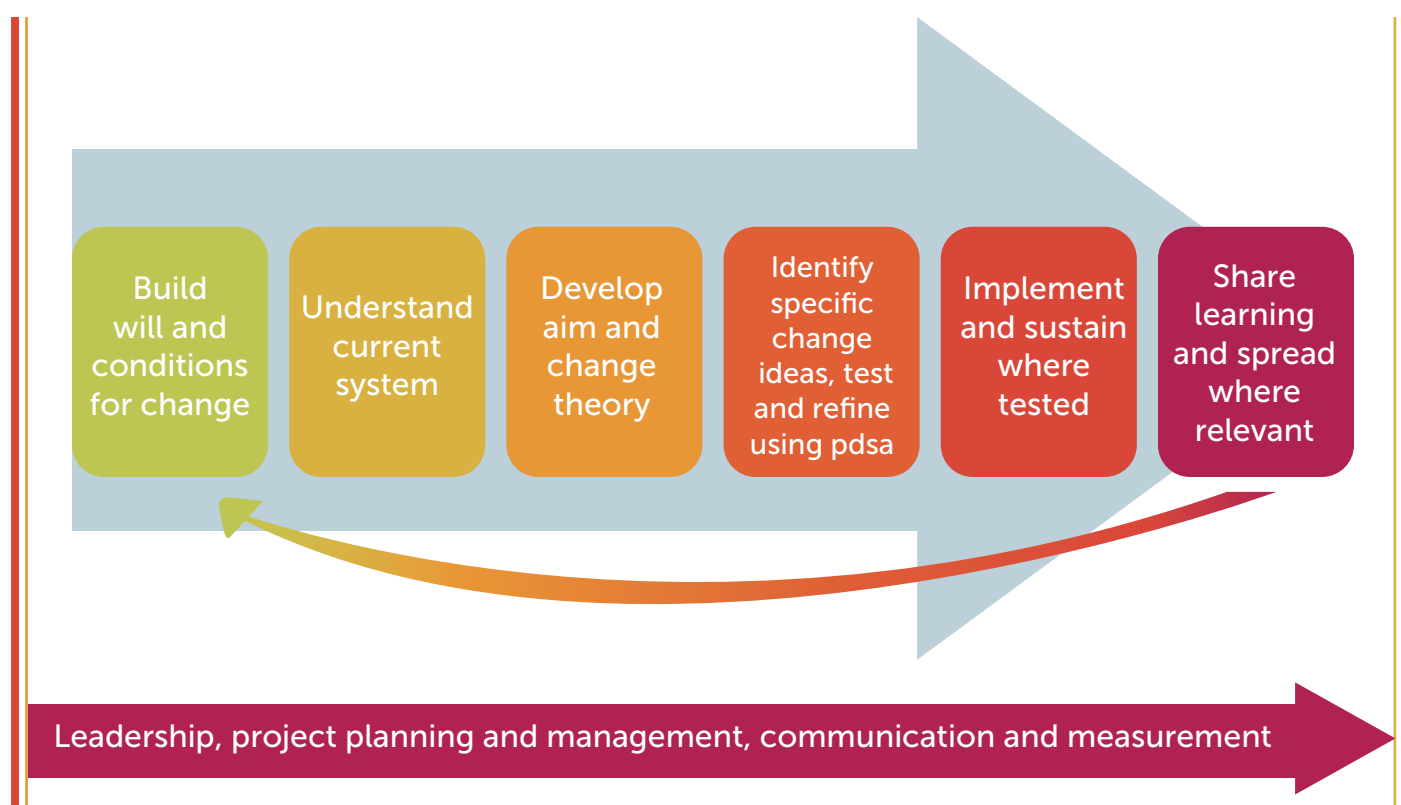 Build
will and
conditions
for change
Understand
current
system
Develop
aim and
change
theory
Identify
specific
change
ideas, test
and refine
using pdsa
Implement
and sustain
where
tested
Share
learning
and spread
where
relevant
Leadership, project planning and management, communication and measurement